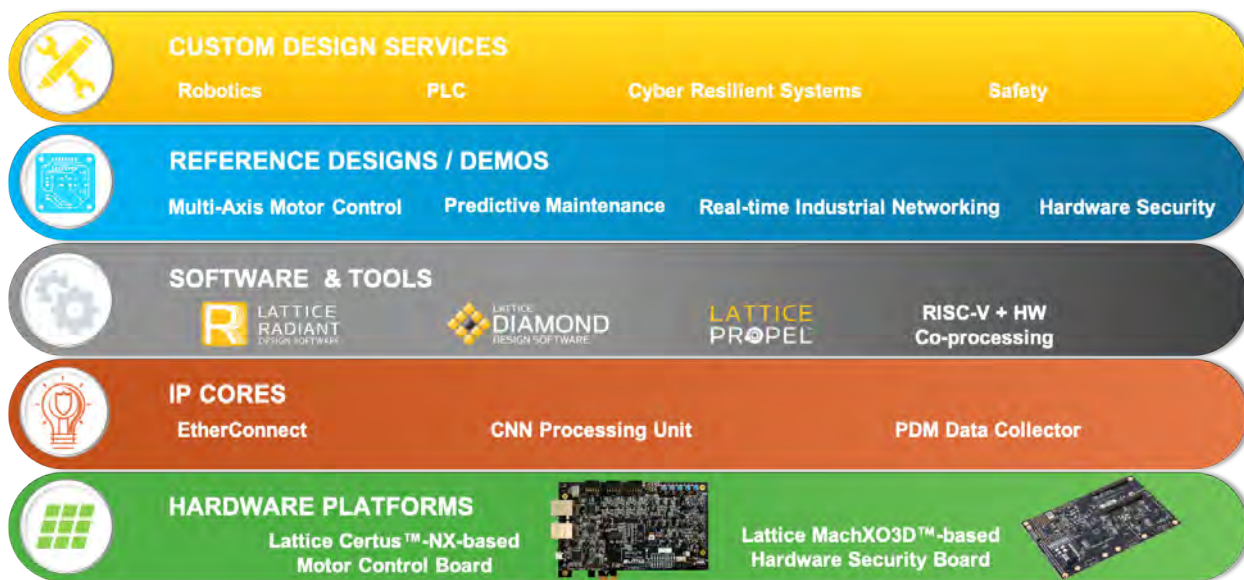 CUSTOM DESIGN SERVICES
Robotics PLC Cyber Resilient Systems Safety
REFERENCE DESIGNS / DEMOS
Multi-Axis Motor Control Predictive Maintenance Real-time Industrial Networking Hardware Security
SOFTWARE & TOOLS
LATTICE RADIANT DESIGN SOFTWARE
LATTICE DIAMOND DESIGN SOFTWARE
LATTICE PROPEL
RISC-V + HW
Co-processing
IP CORES
EtherConnect CNN Processing Unit PDM Data Collector
HARDWARE PLATFORMS
Lattice Certus™-NX-based
Motor Control Board
Lattice MachXO3D™-based
Hardware Security Board